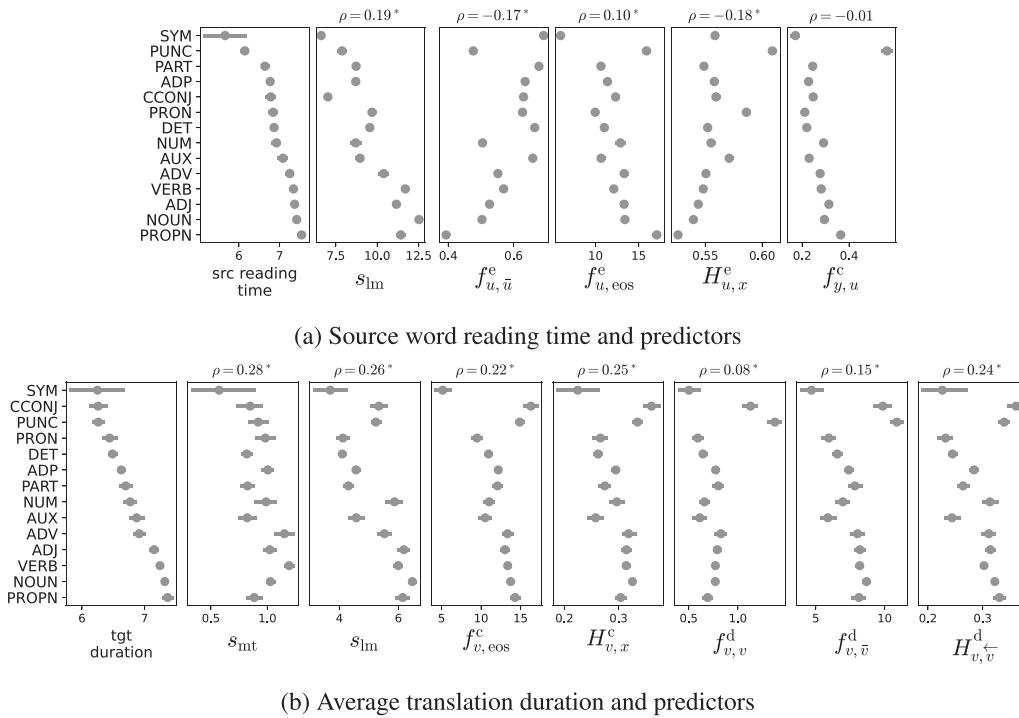 ρ = 0.19 * ρ = −0.17 * ρ = 0.10 * ρ = −0.18 * ρ = −0.01
SYM
PUNC
PART
ADP
CCONJ
PRON
DET
NUM
AUX
ADV
VERB
ADJ
NOUN
PROPN
6 7 7.5 10.0 12.5 0.4 0.6 10 15 0.55 0.60 0.2 0.4
src reading time
s_lm
f^e_{u, ū}
f^e_{u, eos}
H^e_{u, x}
f^c_{y, u}
(a) Source word reading time and predictors
ρ = 0.28 * ρ = 0.26 * ρ = 0.22 * ρ = 0.25 * ρ = 0.08 * ρ = 0.15 * ρ = 0.24 *
SYM
CCONJ
PUNC
PRON
DET
ADP
PART
NUM
AUX
ADV
ADJ
VERB
NOUN
PROPN
6 7 0.5 1.0 4 6 5 10 15 0.2 0.3 0.5 1.0 5 10 0.2 0.3
tgt duration
s_mt
s_lm
f^c_{v, eos}
H^c_{v, x}
f^d_{v, v}
f^d_{v, v̄}
H^d_{v, v←}
(b) Average translation duration and predictors